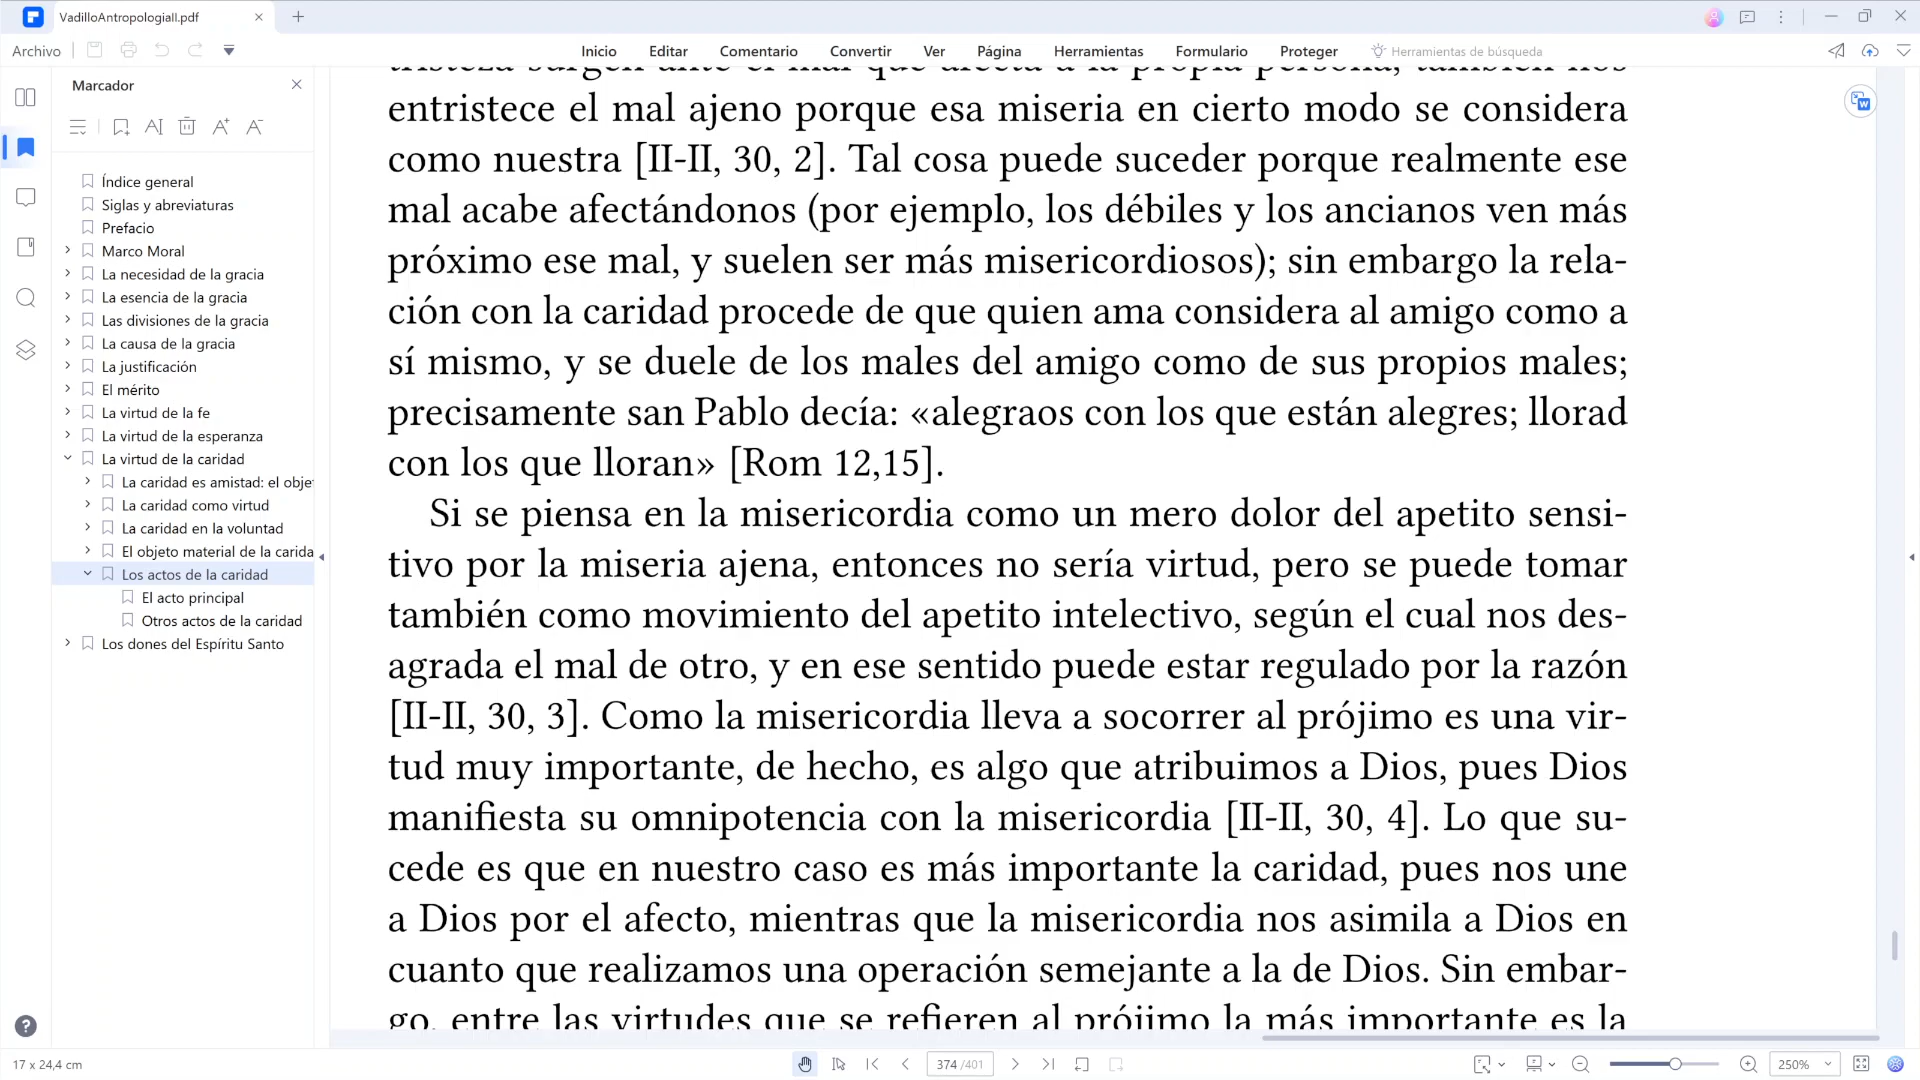 VadilloAntropologiaII.pdf
Archivo
Inicio
Editar
Comentario
Convertir
Ver
Página
Herramientas
Formulario
Proteger
Herramientas de búsqueda
Marcador
Índice general
Siglas y abreviaturas
Prefacio
Marco Moral
La necesidad de la gracia
La esencia de la gracia
Las divisiones de la gracia
La causa de la gracia
La justificación
El mérito
La virtud de la fe
La virtud de la esperanza
La virtud de la caridad
La caridad es amistad: el obje
La caridad como virtud
La caridad en la voluntad
El objeto material de la carida
Los actos de la caridad
El acto principal
Otros actos de la caridad
Los dones del Espíritu Santo
tristeza surgen ante el mal que afecta a la propia persona, también nos
entristece el mal ajeno porque esa miseria en cierto modo se considera
como nuestra [II-II, 30, 2]. Tal cosa puede suceder porque realmente ese
mal acabe afectándonos (por ejemplo, los débiles y los ancianos ven más
próximo ese mal, y suelen ser más misericordiosos); sin embargo la rela-
ción con la caridad procede de que quien ama considera al amigo como a
sí mismo, y se duele de los males del amigo como de sus propios males;
precisamente san Pablo decía: «alegraos con los que están alegres; llorad
con los que lloran» [Rom 12,15].
Si se piensa en la misericordia como un mero dolor del apetito sensi-
tivo por la miseria ajena, entonces no sería virtud, pero se puede tomar
también como movimiento del apetito intelectivo, según el cual nos des-
agrada el mal de otro, y en ese sentido puede estar regulado por la razón
[II-II, 30, 3]. Como la misericordia lleva a socorrer al prójimo es una vir-
tud muy importante, de hecho, es algo que atribuimos a Dios, pues Dios
manifiesta su omnipotencia con la misericordia [II-II, 30, 4]. Lo que su-
cede es que en nuestro caso es más importante la caridad, pues nos une
a Dios por el afecto, mientras que la misericordia nos asimila a Dios en
cuanto que realizamos una operación semejante a la de Dios. Sin embar-
go, entre las virtudes que se refieren al prójimo la más importante es la
17 x 24,4 cm
374 /401
250%